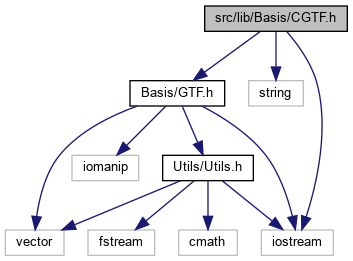 src/lib/Basis/CGTF.h
Basis/GTF.h
string
iomanip
Utils/Utils.h
vector
fstream
cmath
iostream